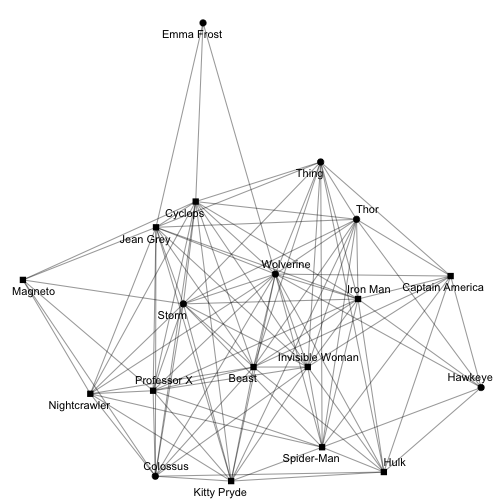 Emma Frost
Thing
Thor
Cyclops
Jean Grey
Wolverine
Magneto
Iron Man
Captain America
Storm
Invisible Woman
Professor X
Beast
Hawkeye
Nightcrawler
Spider-Man
Hulk
Colossus
Kitty Pryde